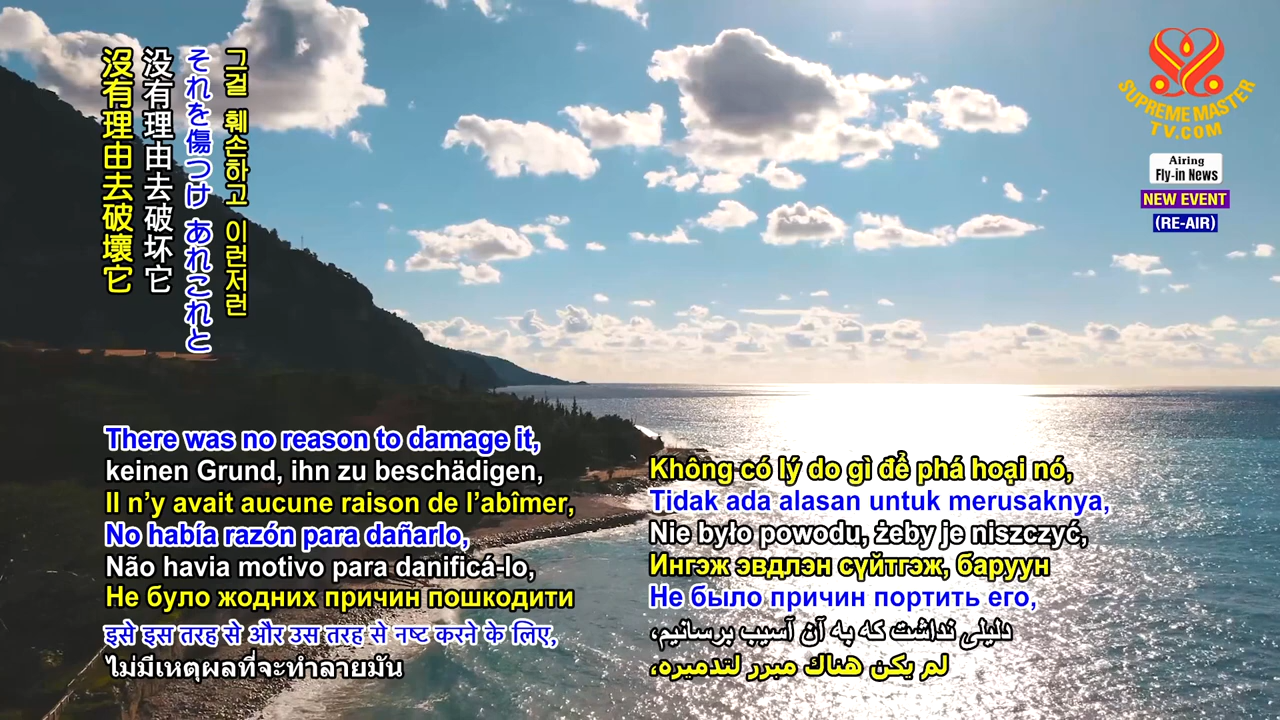 그걸 훼손하고 이런저런
それを傷つけ あれこれと
没有理由去破坏它
沒有理由去破壞它
SUPREME MASTER
TV.COM
Airing
Fly-in News
NEW EVENT
(RE-AIR)
There was no reason to damage it,
keinen Grund, ihn zu beschädigen,
Il n’y avait aucune raison de l’abîmer,
No había razón para dañarlo,
Não havia motivo para danificá-lo,
Не було жодних причин пошкодити
इसे इस तरह से और उस तरह से नष्ट करने के लिए,
ไม่มีเหตุผลที่จะทำลายมัน
Không có lý do gì để phá hoại nó,
Tidak ada alasan untuk merusaknya,
Nie było powodu, żeby je niszczyć,
Ингэж эвдлэн сүйтгэж, баруун
Не было причин портить его,
دلیلی نداشت که به آن آسیب برسانیم،
لم يكن هناك مبرر لتدميره،